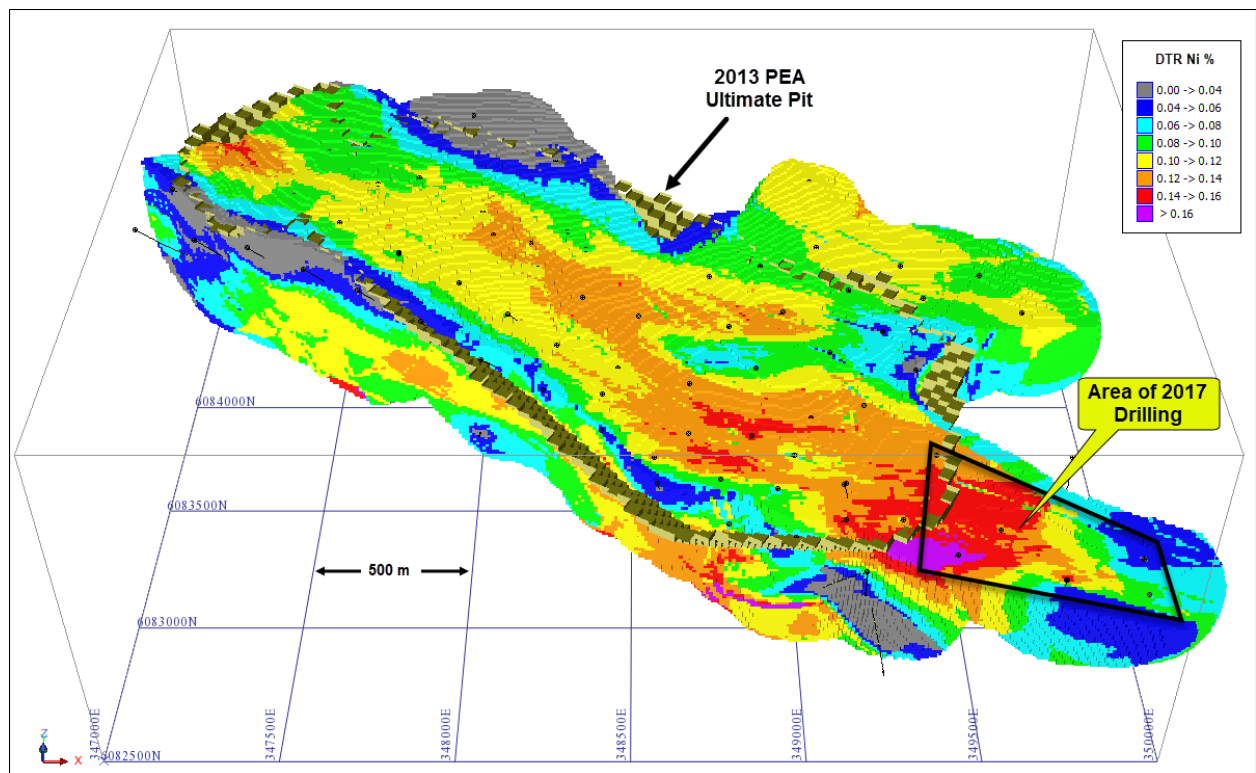 DTR Ni %
0.00 -> 0.04
0.04 -> 0.06
0.06 -> 0.08
0.08 -> 0.10
0.10 -> 0.12
0.12 -> 0.14
0.14 -> 0.16
> 0.16
2013 PEA
Ultimate Pit
Area of 2017
Drilling
6084000N
6083500N
500 m
6083000N
6082500N
347000E
347500E
348000E
348500E
349000E
349500E
350000E
Z
X